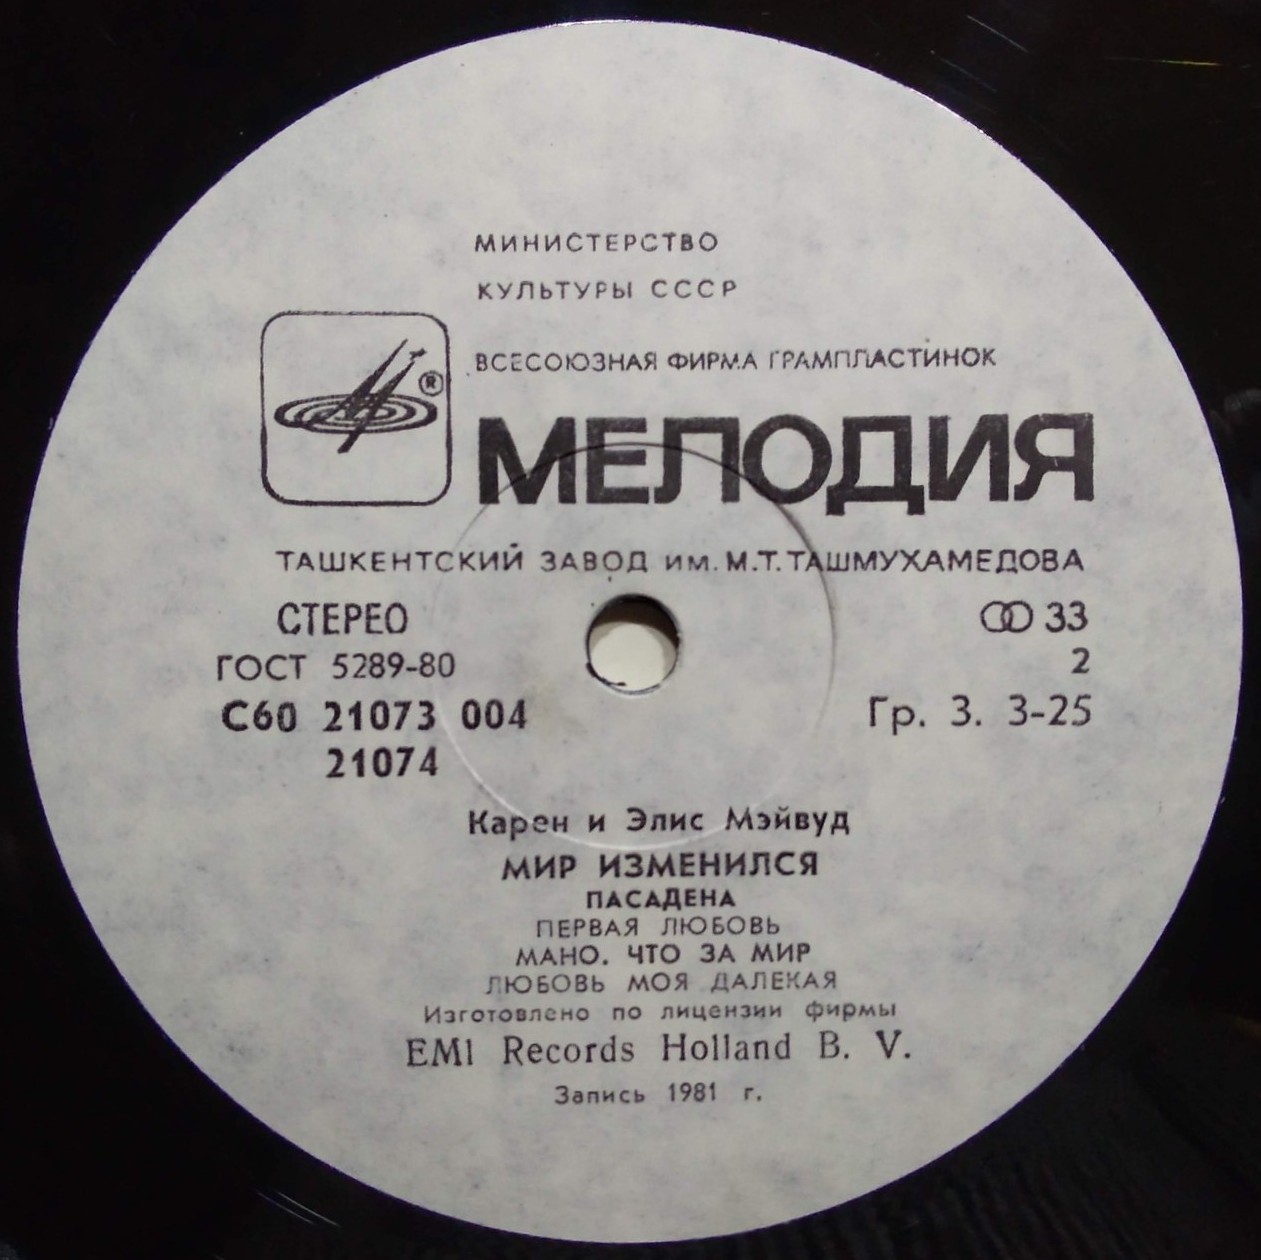 МИНИСТЕРСТВО
КУЛЬТУРЫ СССР
ВСЕСОЮЗНАЯ ФИРМА ГРАМПЛАСТИНОК
®
МЕЛОДИЯ
ТАШКЕНТСКИЙ ЗАВОД ИМ. М.Т.ТАШМУХАМЕДОВА
СТЕРЕО
33
ГОСТ 5289-80
2
С60 21073 004
Гр. 3. 3-25
21074
Карен и Элис Мэйвуд
МИР ИЗМЕНИЛСЯ
ПАСАДЕНА
ПЕРВАЯ ЛЮБОВЬ
МАНО. ЧТО ЗА МИР
ЛЮБОВЬ МОЯ ДАЛЕКАЯ
Изготовлено по лицензии фирмы
EMI Records Holland B. V.
Запись 1981 г.